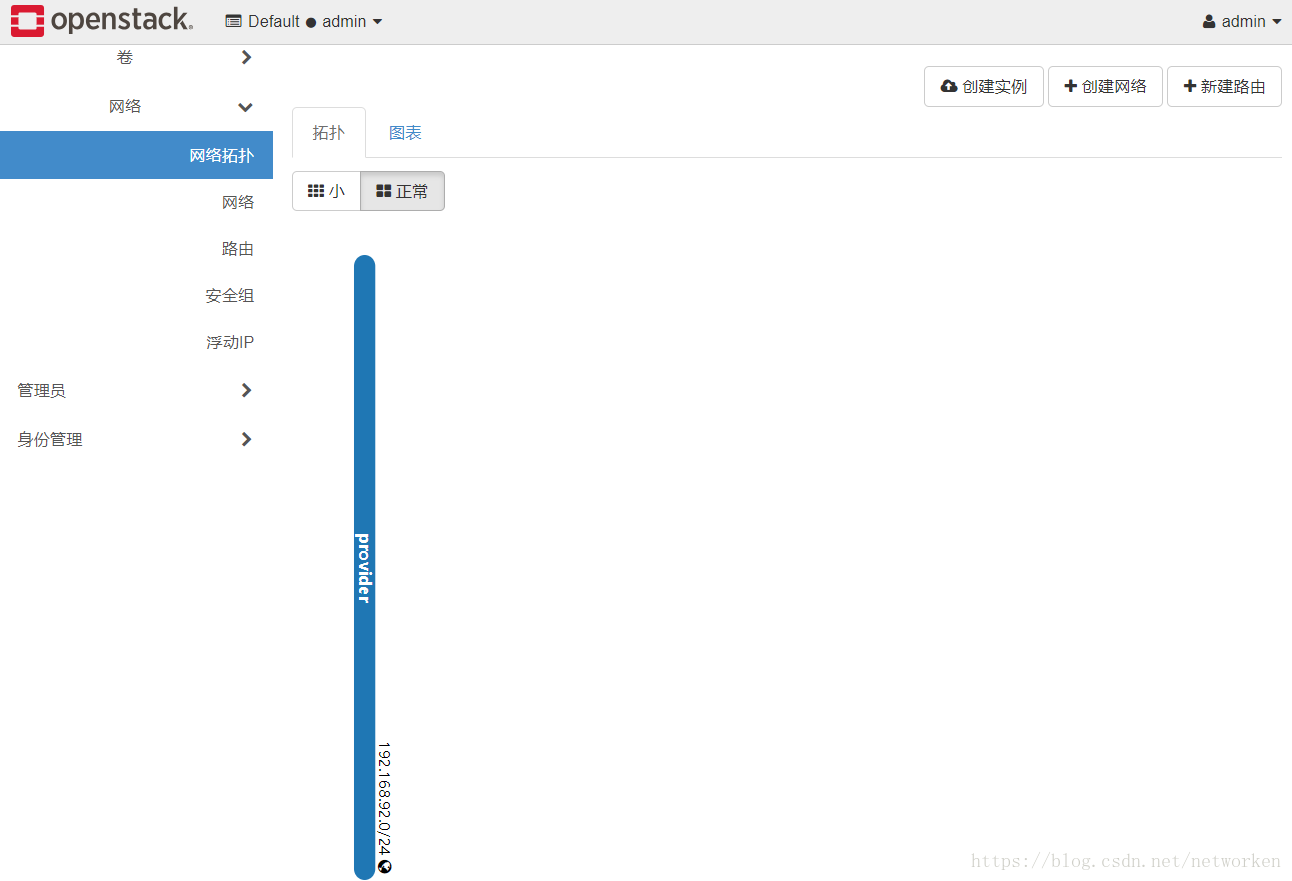 openstack.
Default ● admin
admin
卷
网络
网络拓扑
网络
路由
安全组
浮动IP
管理员
身份管理
创建实例
创建网络
新建路由
拓扑
图表
小
正常
provider
192.168.92.0/24
https://blog.csdn.net/networken